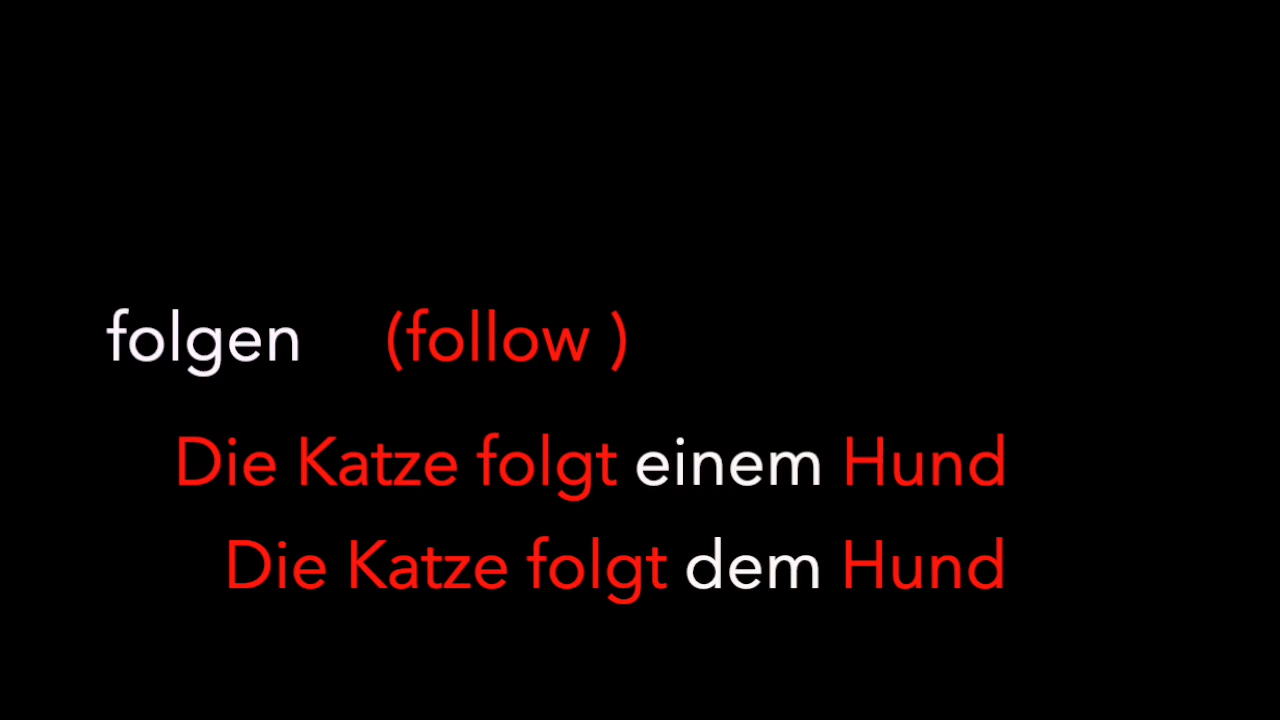 folgen (follow )
Die Katze folgt einem Hund
Die Katze folgt dem Hund